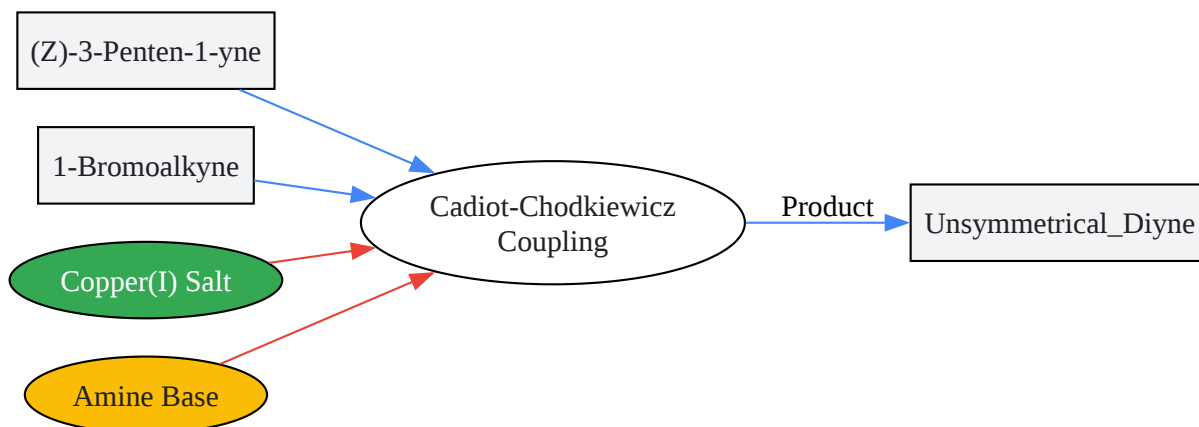 (Z)-3-Penten-1-yne
1-Bromoalkyne
Copper(I) Salt
Amine Base
Cadiot-Chodkiewicz
Coupling
Product
Unsymmetrical_Diyne